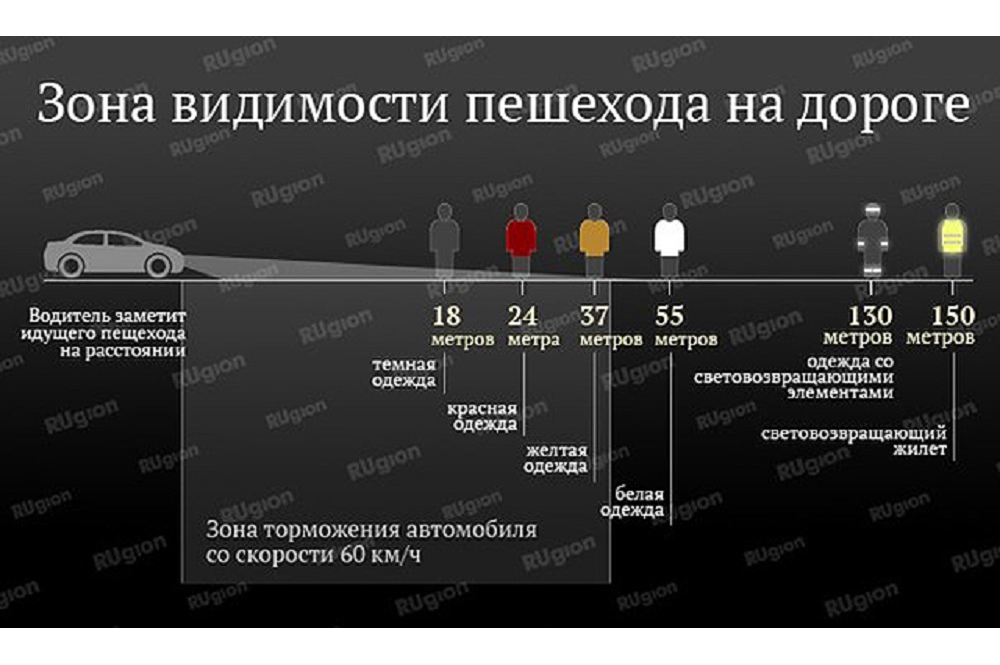 Зона видимости пешехода на дороге
Водитель заметит
идущего пещехода
на расстоянии
18
метров
темная
одежда
24
метра
красная
одежда
37
метров
желтая
одежда
55
метров
белая
одежда
130
метров
одежда со
световозвращающими
элементами
150
метров
световозвращающий
жилет
Зона торможения автомобиля
со скорости 60 км/ч
RUgion